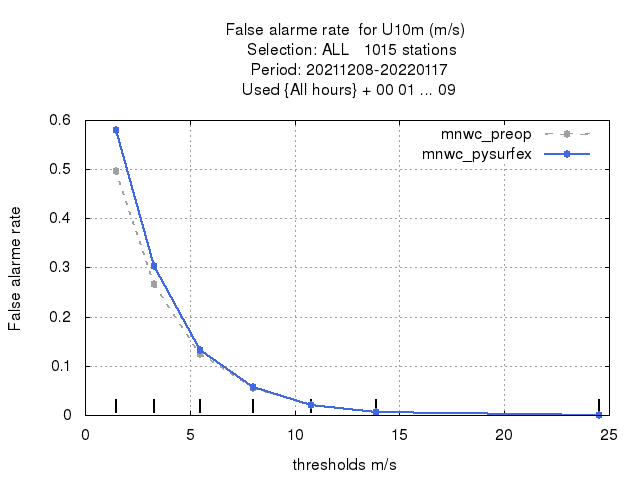 False alarme rate  for U10m (m/s)
Selection: ALL   1015 stations
Period: 20211208-20220117
Used {All hours} + 00 01 ... 09
mnwc_preop
mnwc_pysurfex
False alarme rate
0.6
0.5
0.4
0.3
0.2
0.1
0
0 5 10 15 20 25
thresholds m/s